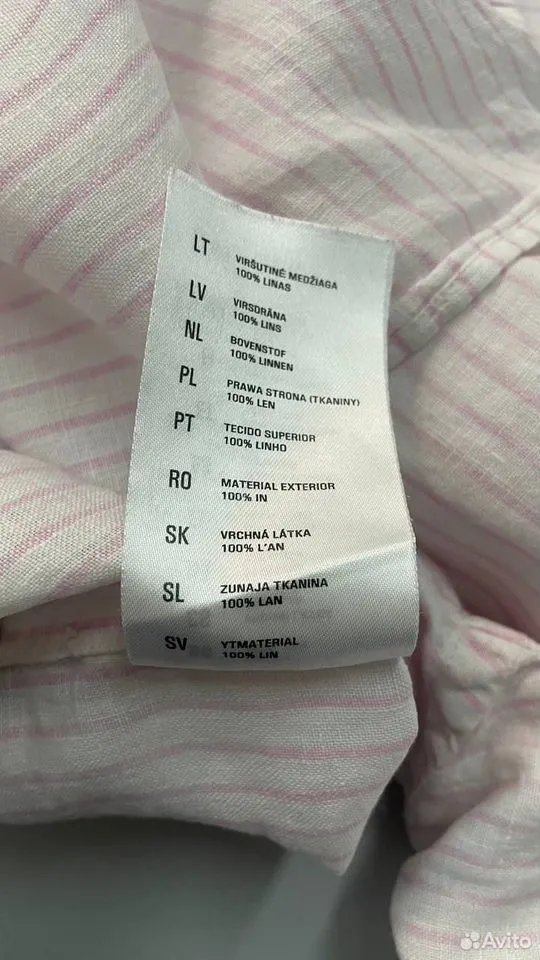 LT
VIRŠUTINĖ MEDŽIAGA
100% LINAS
LV
VIRSDRĀNA
100% LINS
NL
BOVENSTOF
100% LINNEN
PL
PRAWA STRONA (TKANINY)
100% LEN
PT
TECIDO SUPERIOR
100% LINHO
RO
MATERIAL EXTERIOR
100% IN
SK
VRCHNÁ LÁTKA
100% L'AN
SL
ZUNAJA TKANINA
100% LAN
SV
YTMATERIAL
100% LIN
Avito